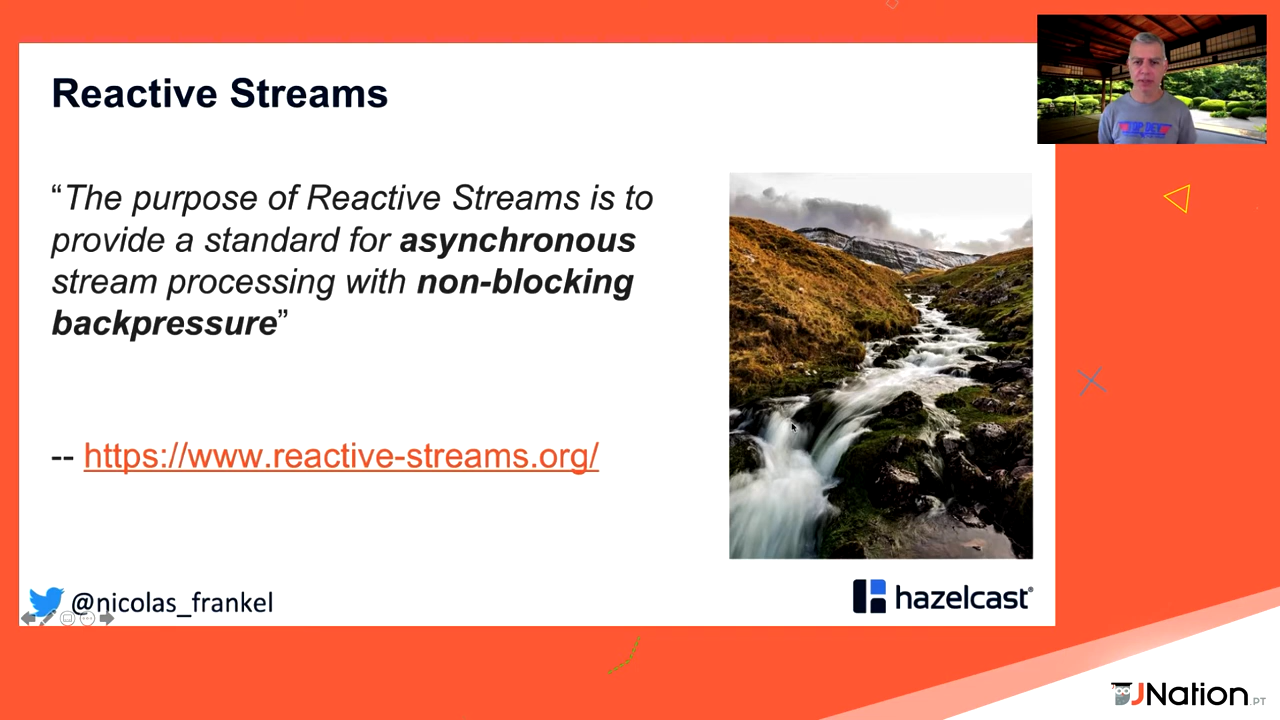 Reactive Streams
“The purpose of Reactive Streams is to
provide a standard for asynchronous
stream processing with non-blocking
backpressure”
-- https://www.reactive-streams.org/
@nicolas_frankel
hazelcast
JNation.PT